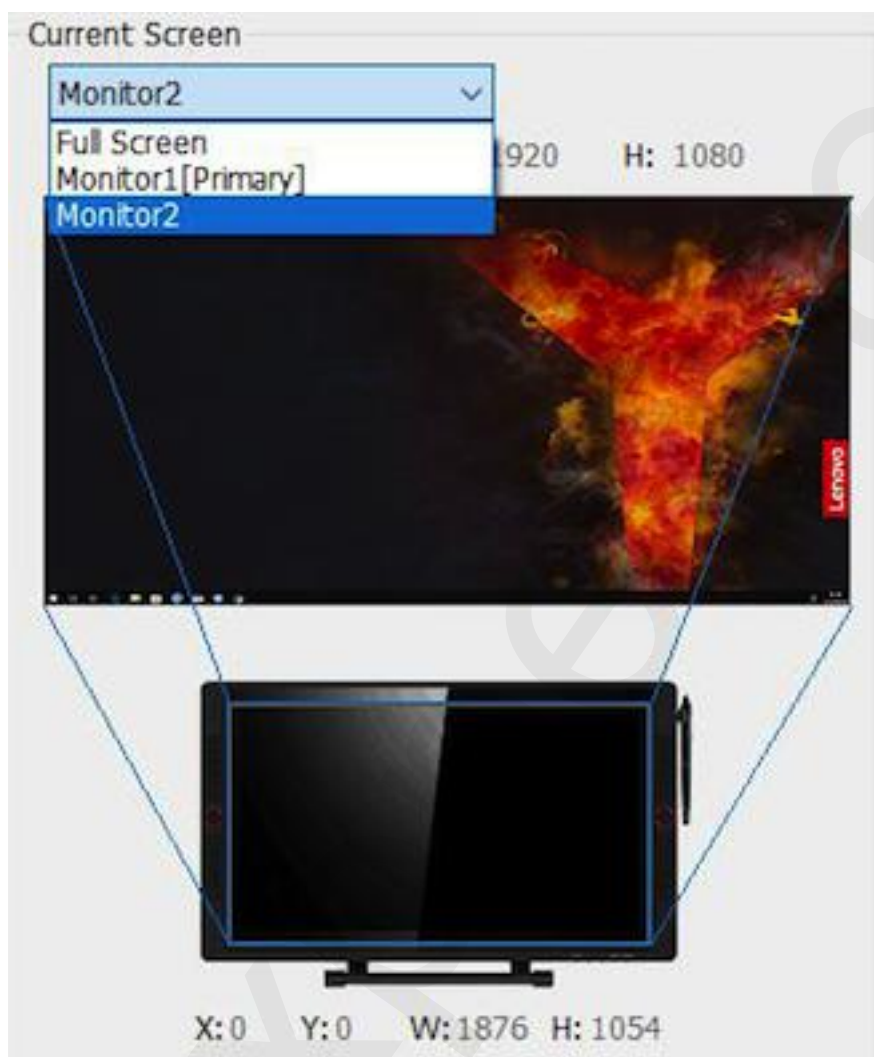 Current Screen
Monitor2
Full Screen
Monitor1[Primary]
1920 H: 1080
Monitor2
Lenovo
X: 0 Y: 0 W: 1876 H: 1054